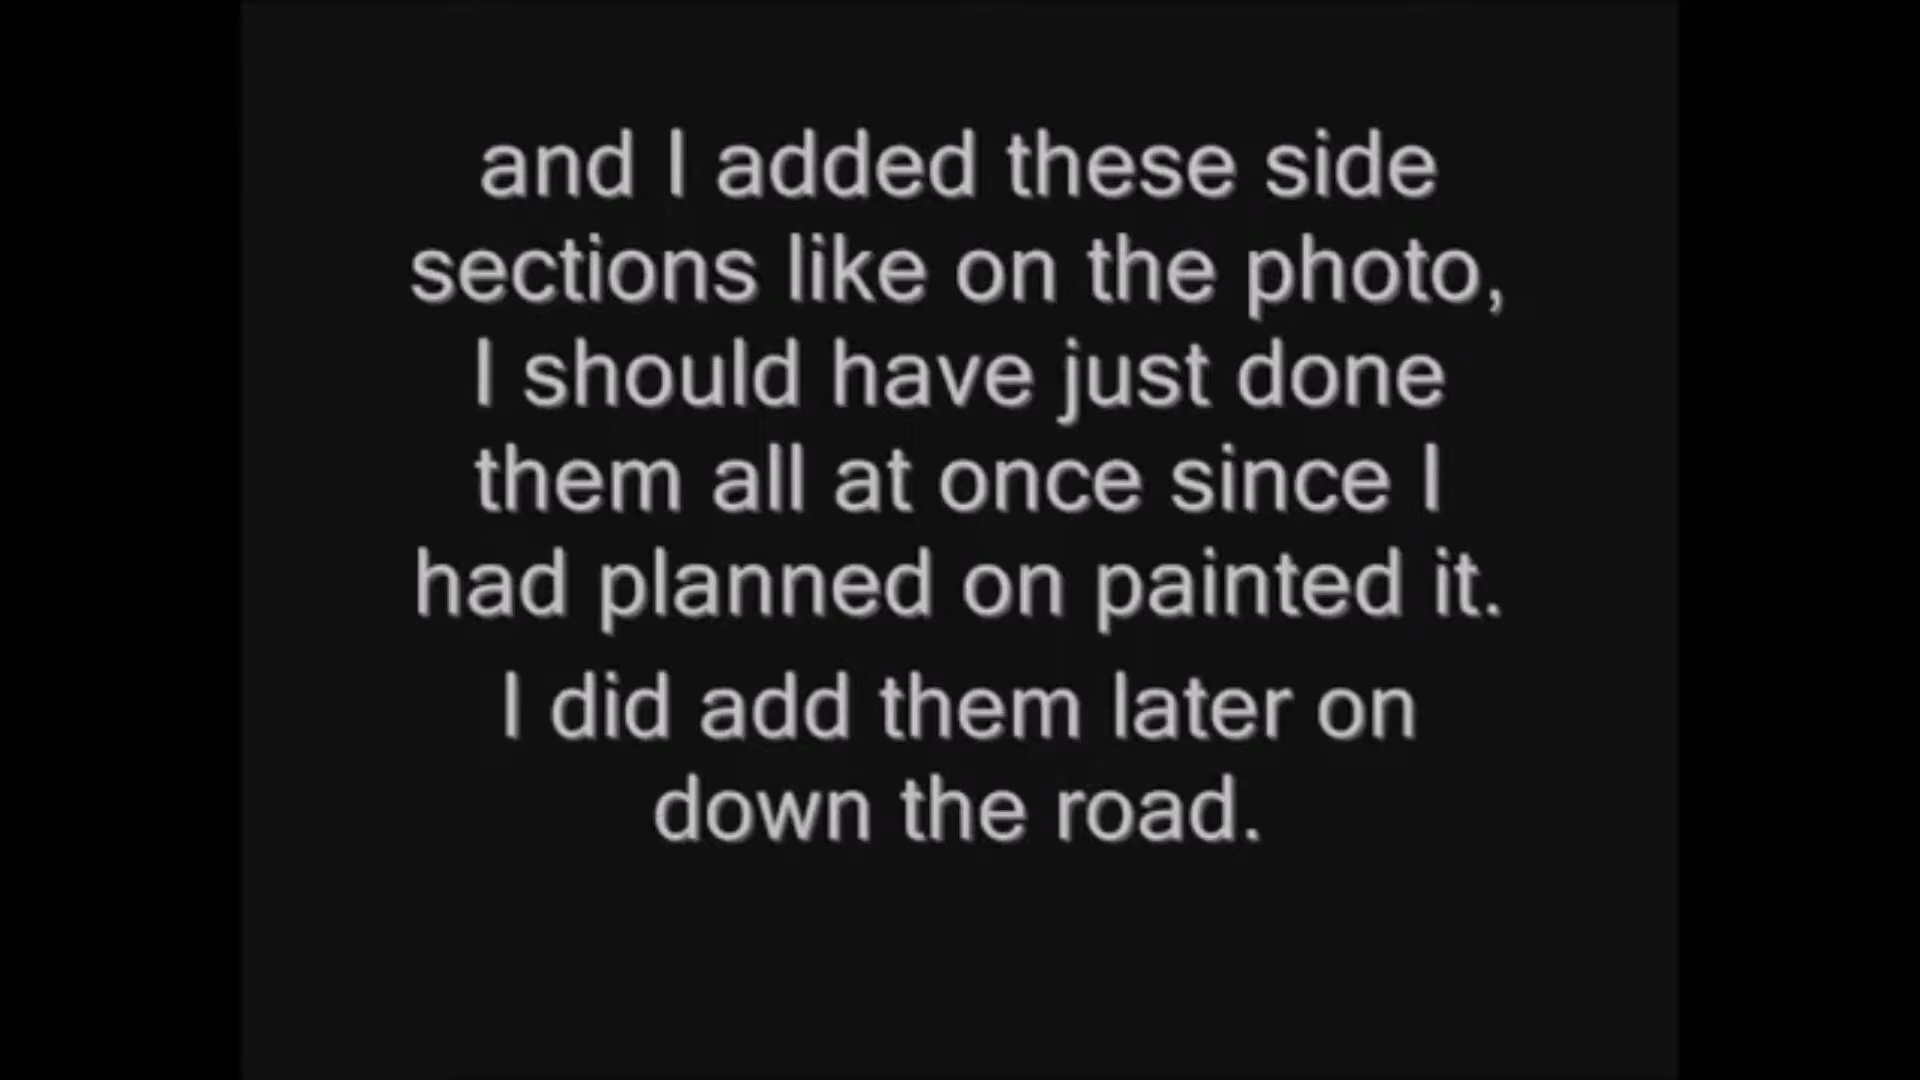 and I added these side
sections like on the photo,
I should have just done
them all at once since I
had planned on painted it.
I did add them later on
down the road.